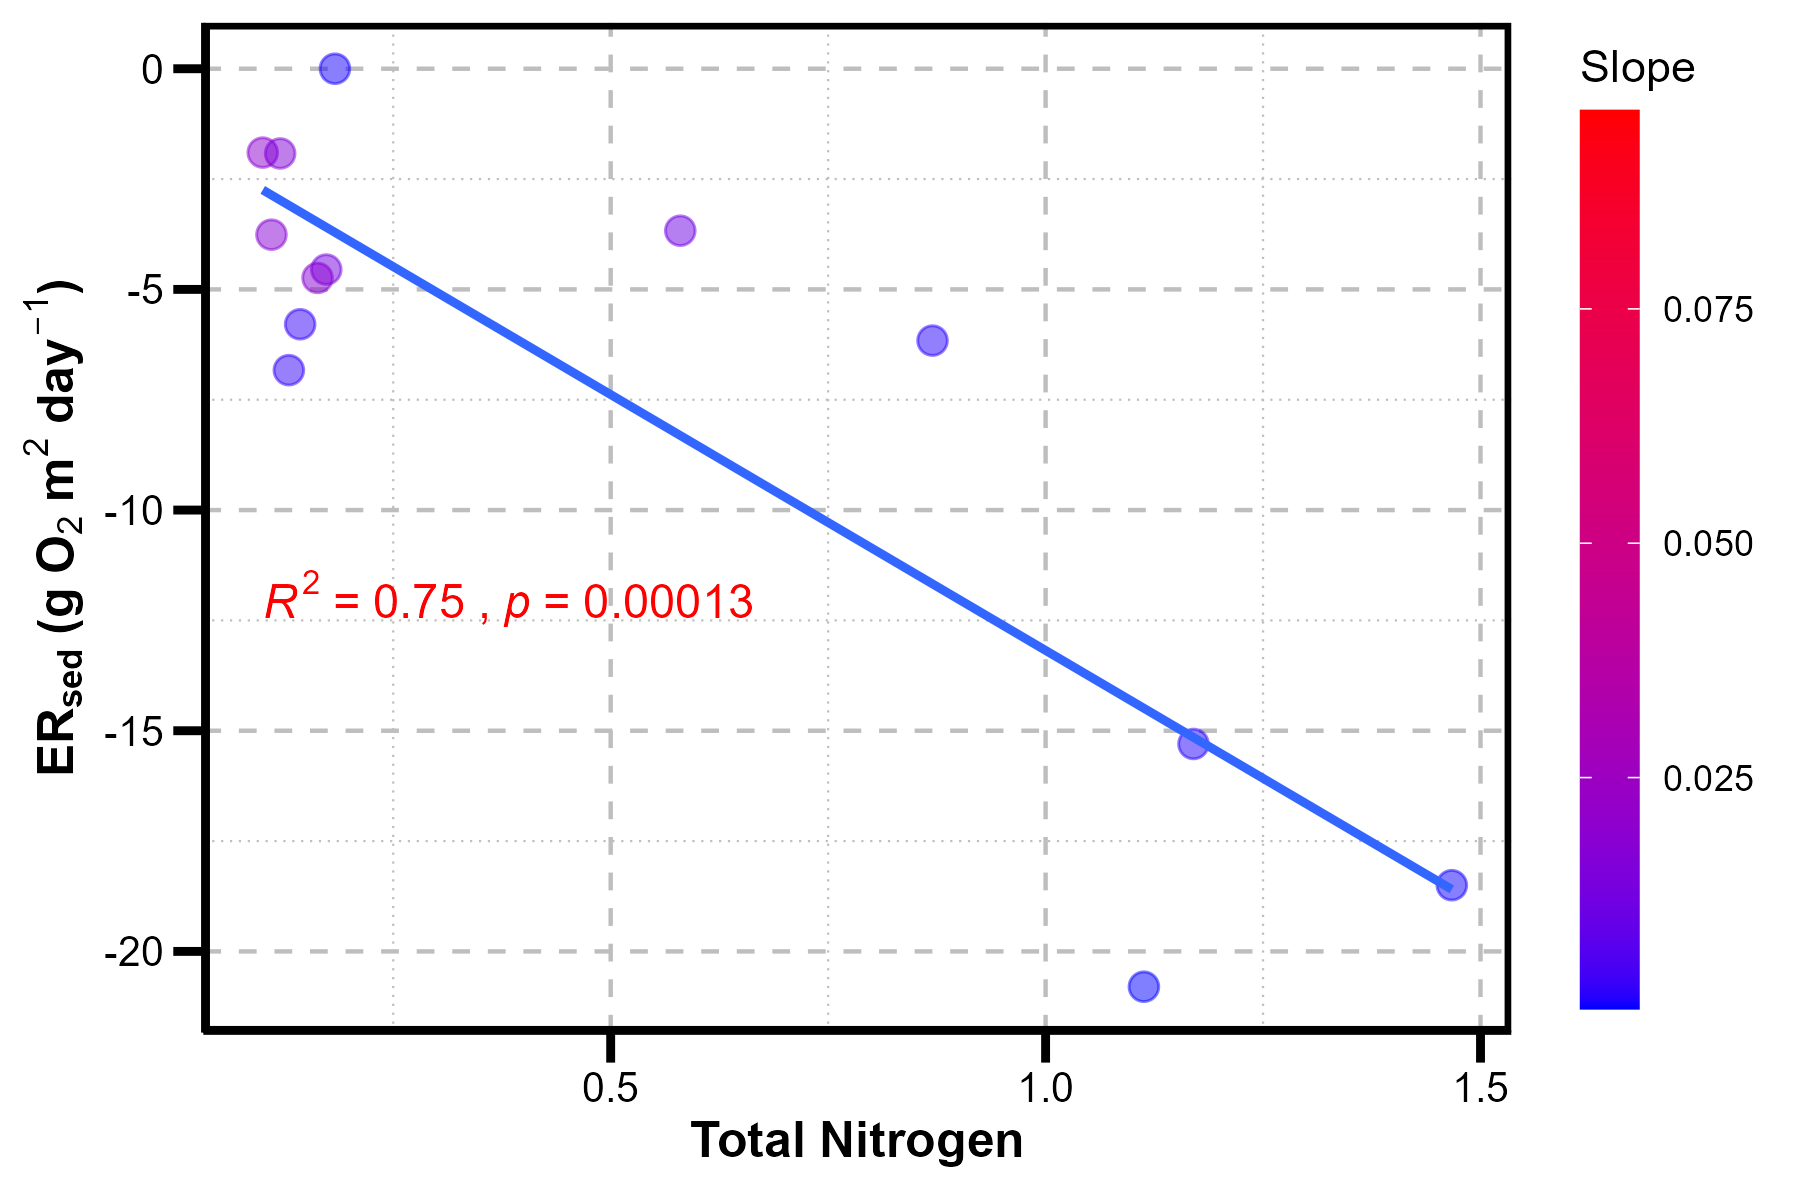 Slope
0
-5
-10
-15
-20
ER_sed (g O₂ m² day⁻¹)
R² = 0.75 , p = 0.00013
0.075
0.050
0.025
0.5 1.0 1.5
Total Nitrogen